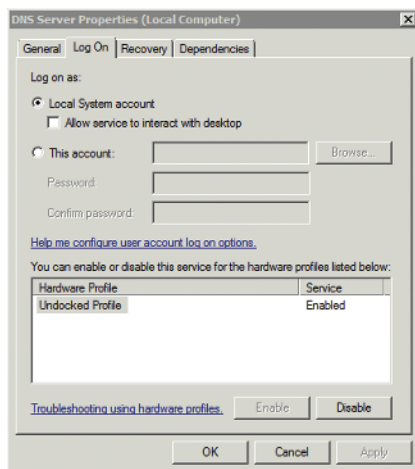 DNS Server Properties (Local Computer)
General Log On Recovery Dependencies
Log on as:
Local System account
Allow service to interact with desktop
This account: Browse...
Password:
Confirm password:
Help me configure user account log on options.
You can enable or disable this service for the hardware profiles listed below:
Hardware Profile Service
Undocked Profile Enabled
Troubleshooting using hardware profiles. Enable Disable
OK Cancel Apply